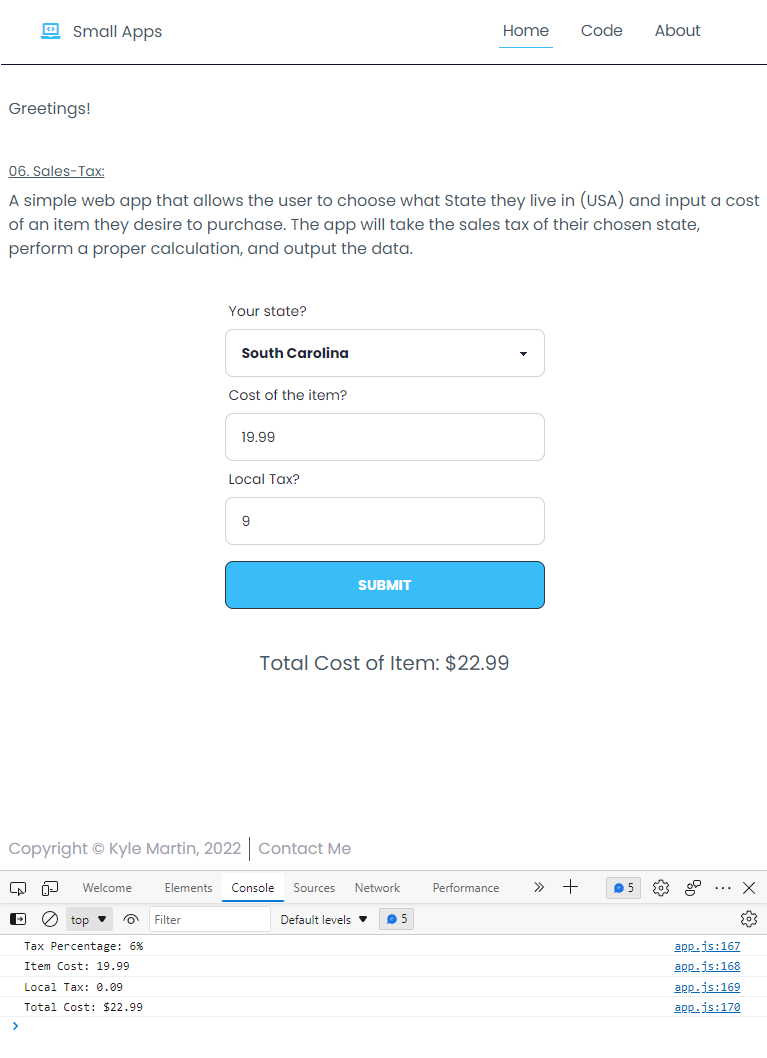 Small Apps Home Code About
Greetings!
06. Sales-Tax:
A simple web app that allows the user to choose what State they live in (USA) and input a cost
of an item they desire to purchase. The app will take the sales tax of their chosen state,
perform a proper calculation, and output the data.
Your state?
South Carolina
Cost of the item?
19.99
Local Tax?
9
SUBMIT
Total Cost of Item: $22.99
Copyright © Kyle Martin, 2022 Contact Me
Welcome Elements Console Sources Network Performance 5
top Filter Default levels 5
Tax Percentage: 6% app.js:167
Item Cost: 19.99 app.js:168
Local Tax: 0.09 app.js:169
Total Cost: $22.99 app.js:170